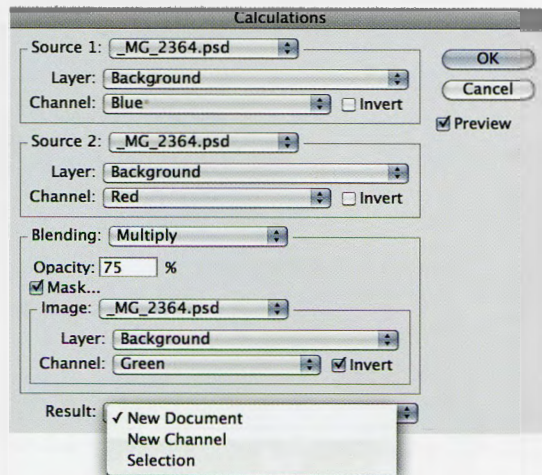 Calculations
Source 1: _MG_2364.psd
OK
Layer: Background
Cancel
Channel: Blue Invert
Preview
Source 2: _MG_2364.psd
Layer: Background
Channel: Red Invert
Blending: Multiply
Opacity: 75 %
Mask...
Image: _MG_2364.psd
Layer: Background
Channel: Green Invert
Result: ✓ New Document
New Channel
Selection